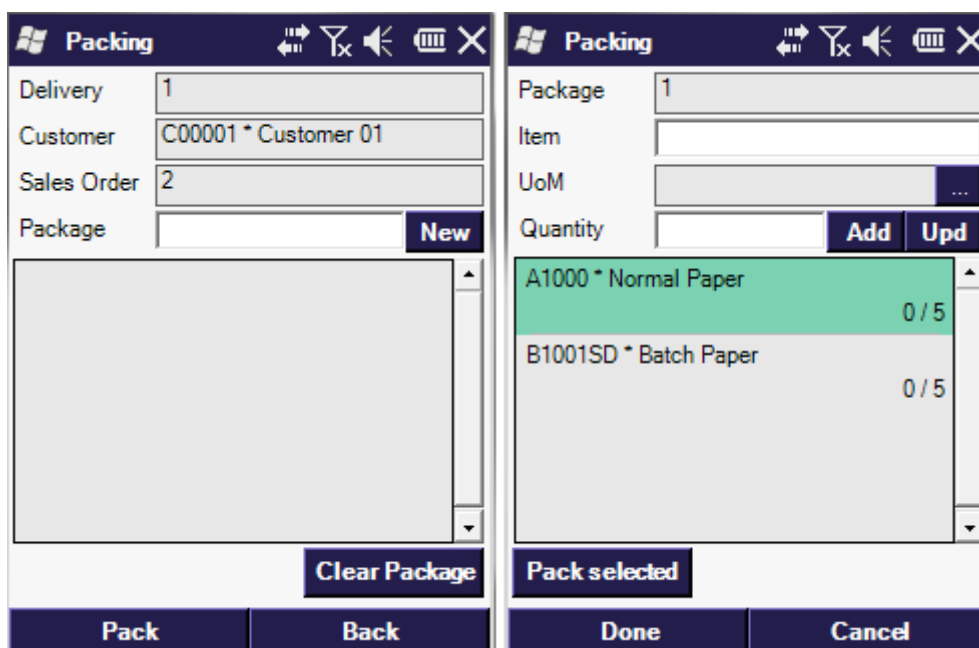 Packing
Delivery 1
Customer C00001 * Customer 01
Sales Order 2
Package New
Clear Package
Pack Back
Packing
Package 1
Item
UoM ...
Quantity Add Upd
A1000 * Normal Paper
0 / 5
B1001SD * Batch Paper
0 / 5
Pack selected
Done Cancel